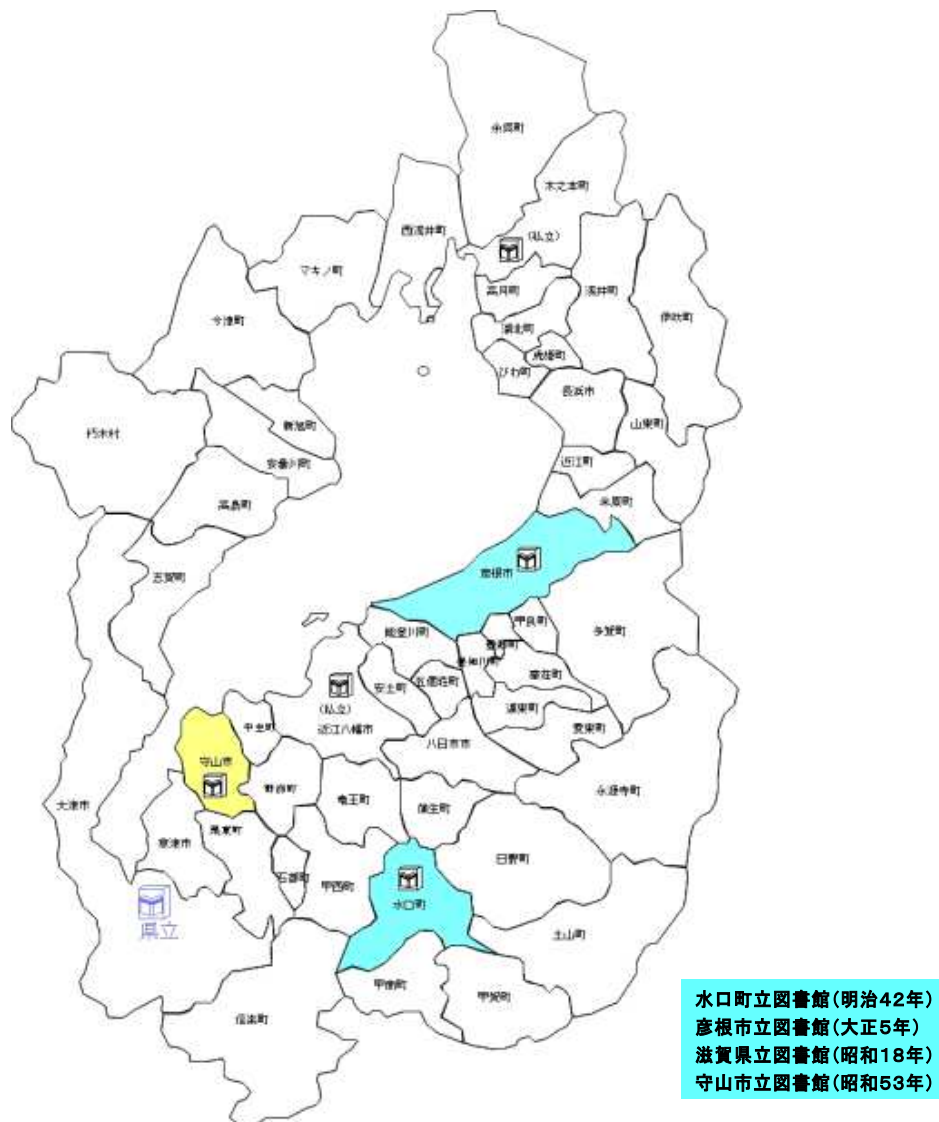 余呉町
木之本町
西浅井町
(私立)
マキノ町
高月町
浅井町
今津町
伊吹町
湖北町
虎姫町
びわ町
長浜市
新旭町
山東町
朽木村
安曇川町
近江町
高島町
米原町
志賀町
彦根市
甲良町
多賀町
能登川町
豊郷町
愛知川町
秦荘町
安土町
五個荘町
湖東町
(私立)
近江八幡市
中主町
愛東町
八日市市
守山市
永源寺町
野洲町
竜王町
蒲生町
大津市
草津市
栗東町
日野町
石部町
甲西町
水口町
県立
土山町
甲南町
甲賀町
信楽町
水口町立図書館(明治42年)
彦根市立図書館(大正5年)
滋賀県立図書館(昭和18年)
守山市立図書館(昭和53年)